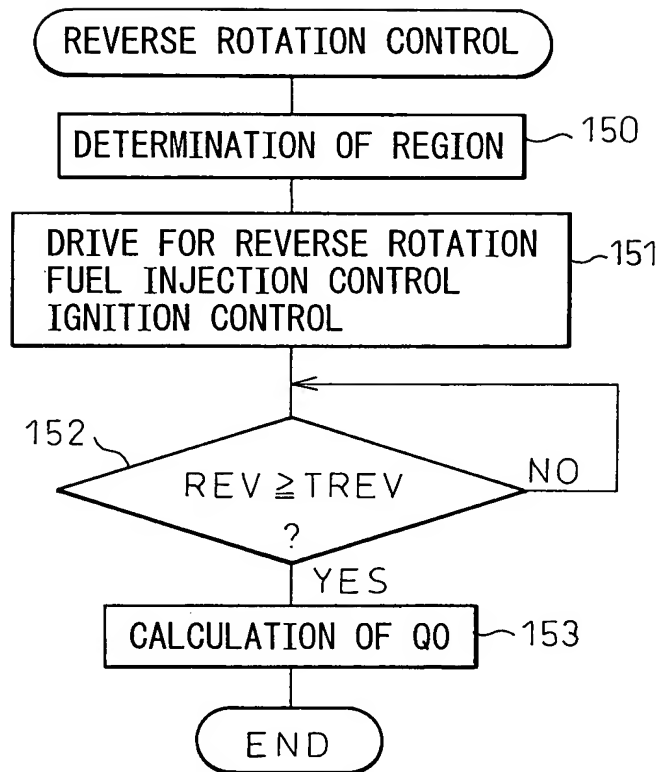 REVERSE ROTATION CONTROL
DETERMINATION OF REGION
150
DRIVE FOR REVERSE ROTATION
FUEL INJECTION CONTROL
IGNITION CONTROL
151
152
REV ≧ TREV
?
NO
YES
CALCULATION OF Q0
153
END